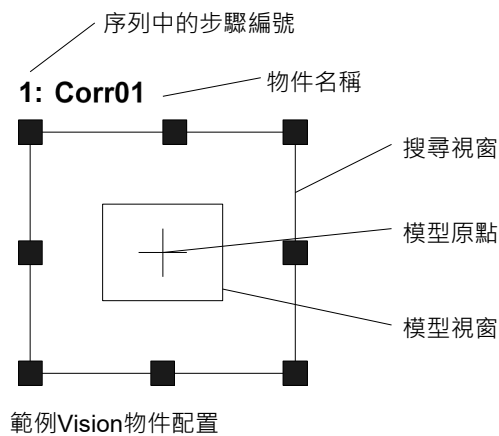 序列中的步驟編號
1: Corr01
物件名稱
搜尋視窗
模型原點
模型視窗
範例Vision物件配置